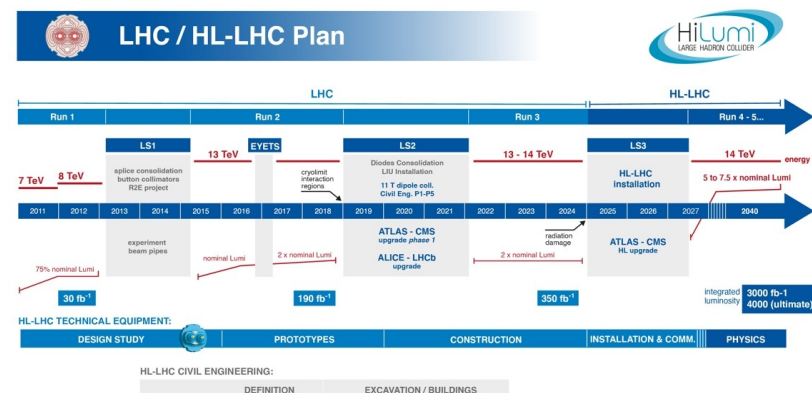 LHC / HL-LHC Plan
HiLumi
LARGE HADRON COLLIDER
LHC
HL-LHC
Run 1
Run 2
Run 3
Run 4 - 5...
LS1
EYETS
LS2
LS3
13 TeV
13 - 14 TeV
14 TeV
energy
7 TeV
8 TeV
splice consolidation
button collimators
R2E project
cryolimit
interaction
regions
Diodes Consolidation
LIU Installation
11 T dipole coll.
Civil Eng. P1-P5
HL-LHC
installation
5 to 7.5 x nominal Lumi
2011 2012 2013 2014 2015 2016 2017 2018 2019 2020 2021 2022 2023 2024 2025 2026 2027 2040
experiment
beam pipes
ATLAS - CMS
upgrade phase 1
ALICE - LHCb
upgrade
radiation
damage
ATLAS - CMS
HL upgrade
75% nominal Lumi
nominal Lumi
2 x nominal Lumi
2 x nominal Lumi
30 fb-1
190 fb-1
350 fb-1
integrated
luminosity
3000 fb-1
4000 (ultimate)
HL-LHC TECHNICAL EQUIPMENT:
DESIGN STUDY
PROTOTYPES
CONSTRUCTION
INSTALLATION & COMM.
PHYSICS
HL-LHC CIVIL ENGINEERING:
DEFINITION
EXCAVATION / BUILDINGS